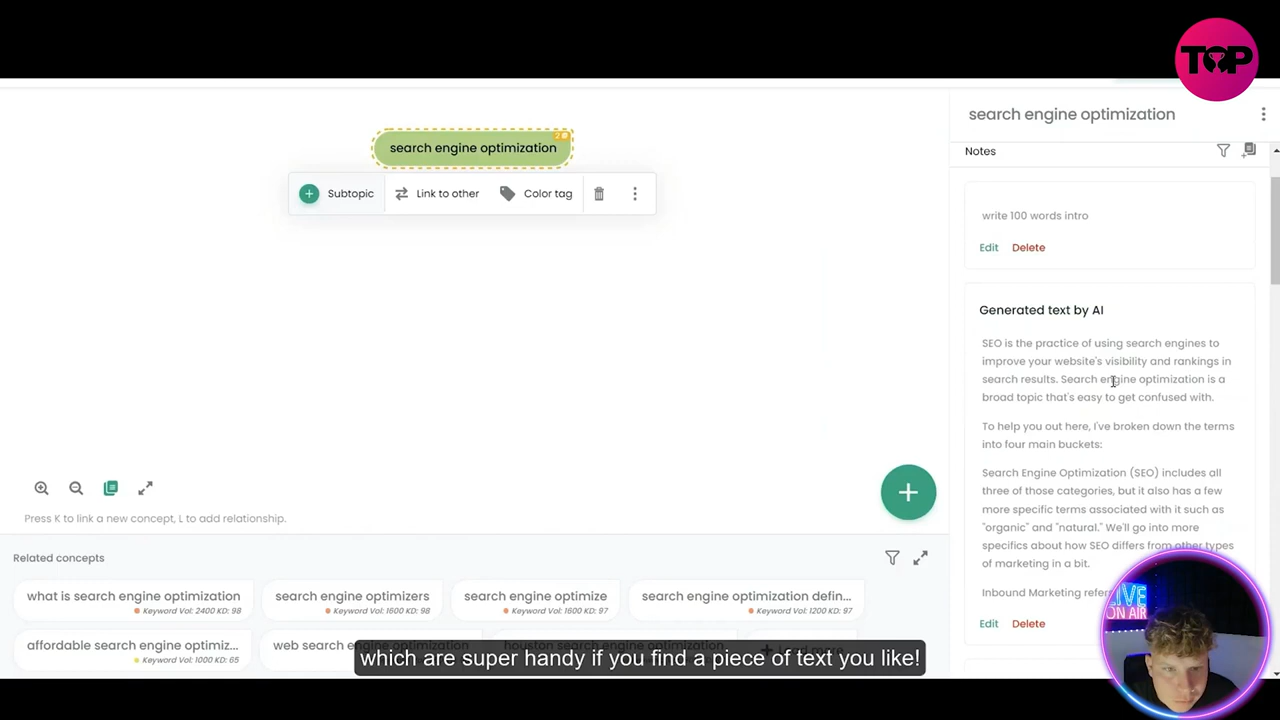 TOP
search engine optimization
Notes
search engine optimization
2
Subtopic
Link to other
Color tag
write 100 words intro
Edit
Delete
Generated text by AI
SEO is the practice of using search engines to
improve your website's visibility and rankings in
search results. Search engine optimization is a
broad topic that's easy to get confused with.
To help you out here, I've broken down the terms
into four main buckets:
Search Engine Optimization (SEO) includes all
three of those categories, but it also has a few
more specific terms associated with it such as
"organic" and "natural." We'll go into more
specifics about how SEO differs from other types
of marketing in a bit.
Inbound Marketing refer
Edit
Delete
Press K to link a new concept, L to add relationship.
Related concepts
what is search engine optimization
Keyword Vol: 2400 KD: 98
search engine optimizers
Keyword Vol: 1600 KD: 98
search engine optimize
Keyword Vol: 1600 KD: 97
search engine optimization defin...
Keyword Vol: 1200 KD: 97
affordable search engine optimiz...
Keyword Vol: 1000 KD: 65
web search engine optimization
houston search engine optimization
which are super handy if you find a piece of text you like!
LIVE
ON AIR